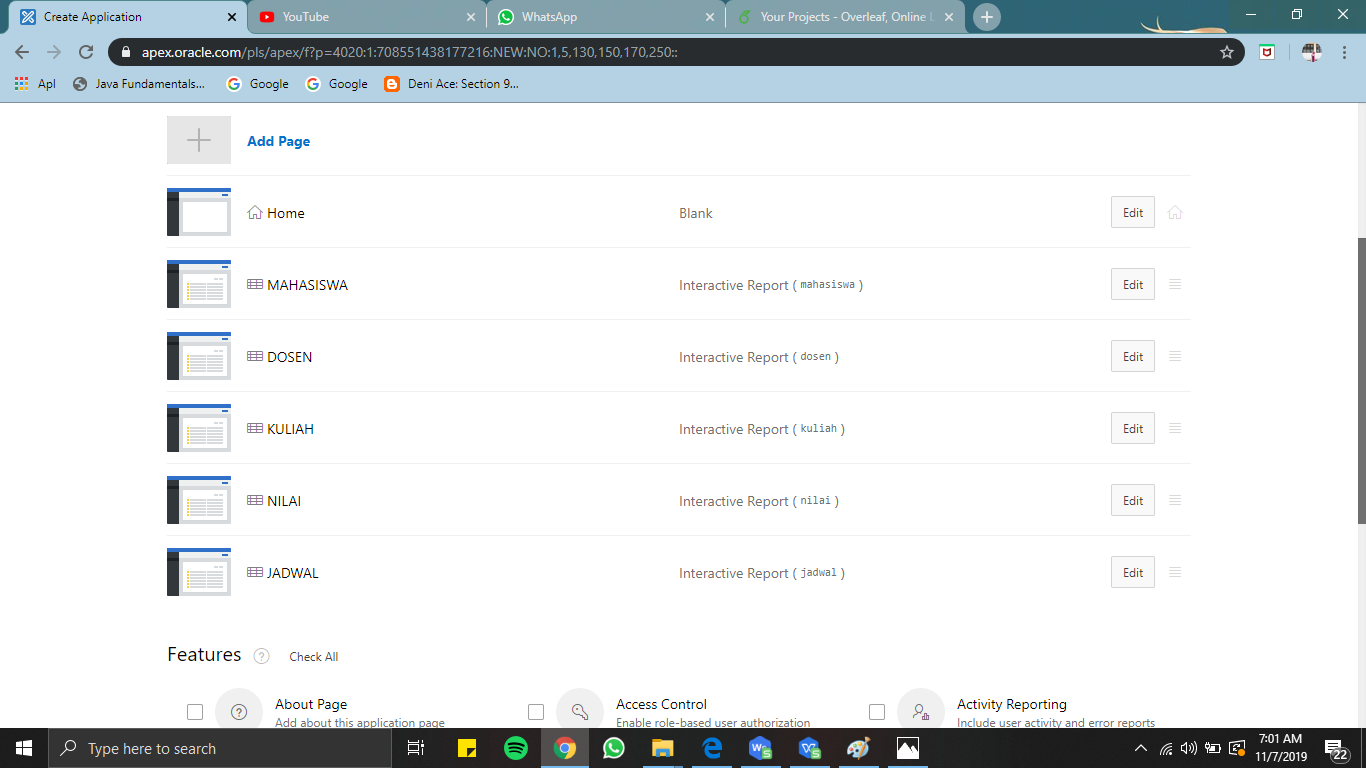 Create Application
YouTube
WhatsApp
Your Projects - Overleaf, Online
apex.oracle.com/pls/apex/f?p=4020:1:708551438177216:NEW:NO:1,5,130,150,170,250::
Apl
Java Fundamentals...
Google
Google
Deni Ace: Section 9...
Add Page
Home Blank Edit
MAHASISWA Interactive Report ( mahasiswa ) Edit
DOSEN Interactive Report ( dosen ) Edit
KULIAH Interactive Report ( kuliah ) Edit
NILAI Interactive Report ( nilai ) Edit
JADWAL Interactive Report ( jadwal ) Edit
Features ? Check All
About Page
Add about this application page
Access Control
Enable role-based user authorization
Activity Reporting
Include user activity and error reports
Type here to search
7:01 AM
11/7/2019
22